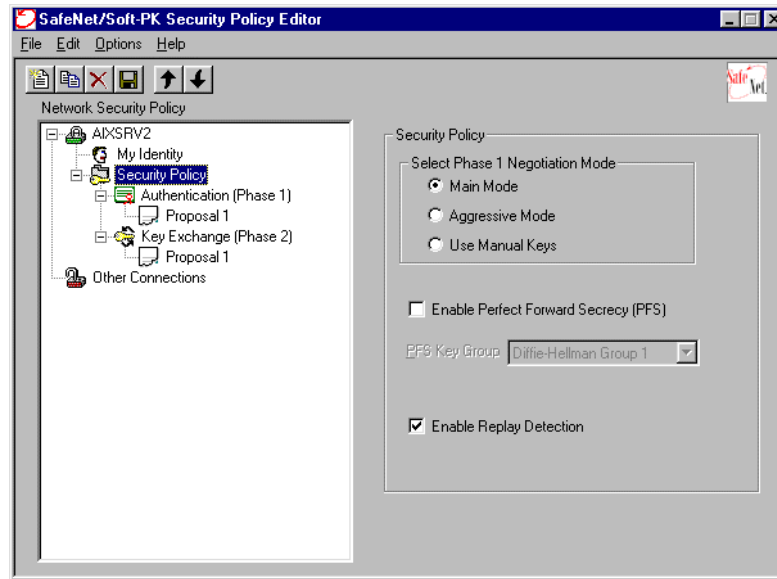 SafeNet/Soft-PK Security Policy Editor
File Edit Options Help
Safe Net.
Network Security Policy
AIXSRV2
My Identity
Security Policy
Authentication (Phase 1)
Proposal 1
Key Exchange (Phase 2)
Proposal 1
Other Connections
Security Policy
Select Phase 1 Negotiation Mode
Main Mode
Aggressive Mode
Use Manual Keys
Enable Perfect Forward Secrecy (PFS)
PFS Key Group Diffie-Hellman Group 1
Enable Replay Detection